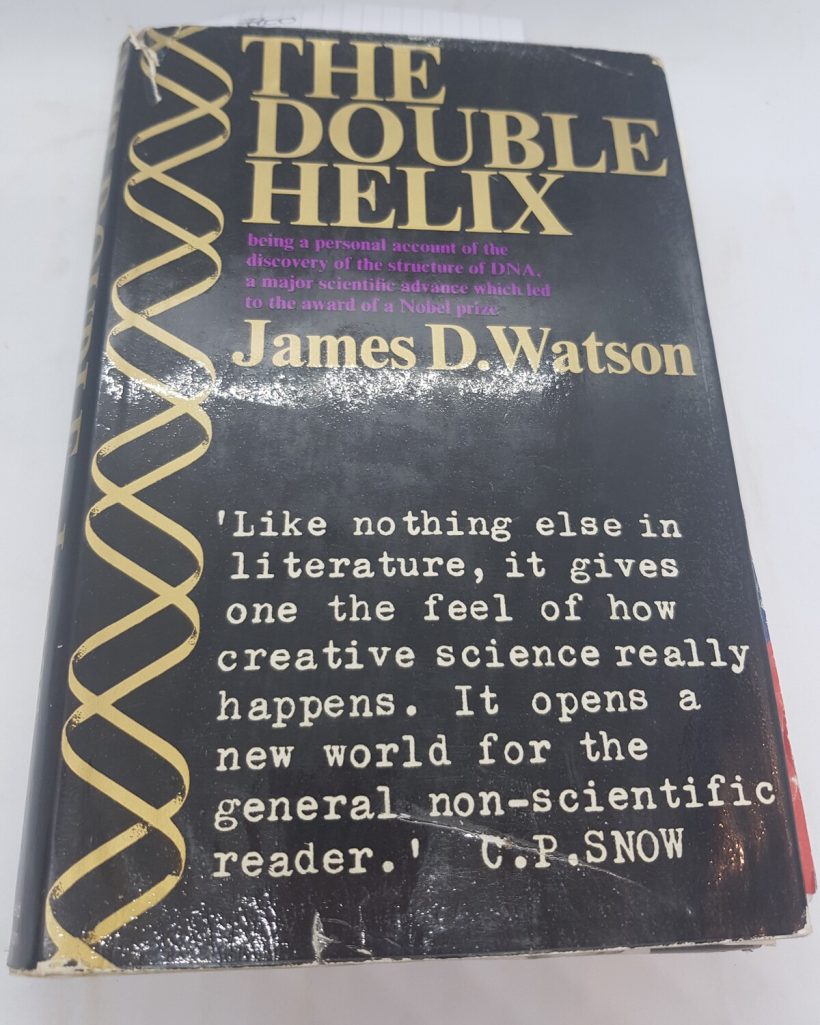 THE
DOUBLE
HELIX
being a personal account of the
discovery of the structure of DNA,
a major scientific advance which led
to the award of a Nobel prize
James D. Watson
'Like nothing else in
literature, it gives
one the feel of how
creative science really
happens. It opens a
new world for the
general non-scientific
reader.' C.P.SNOW